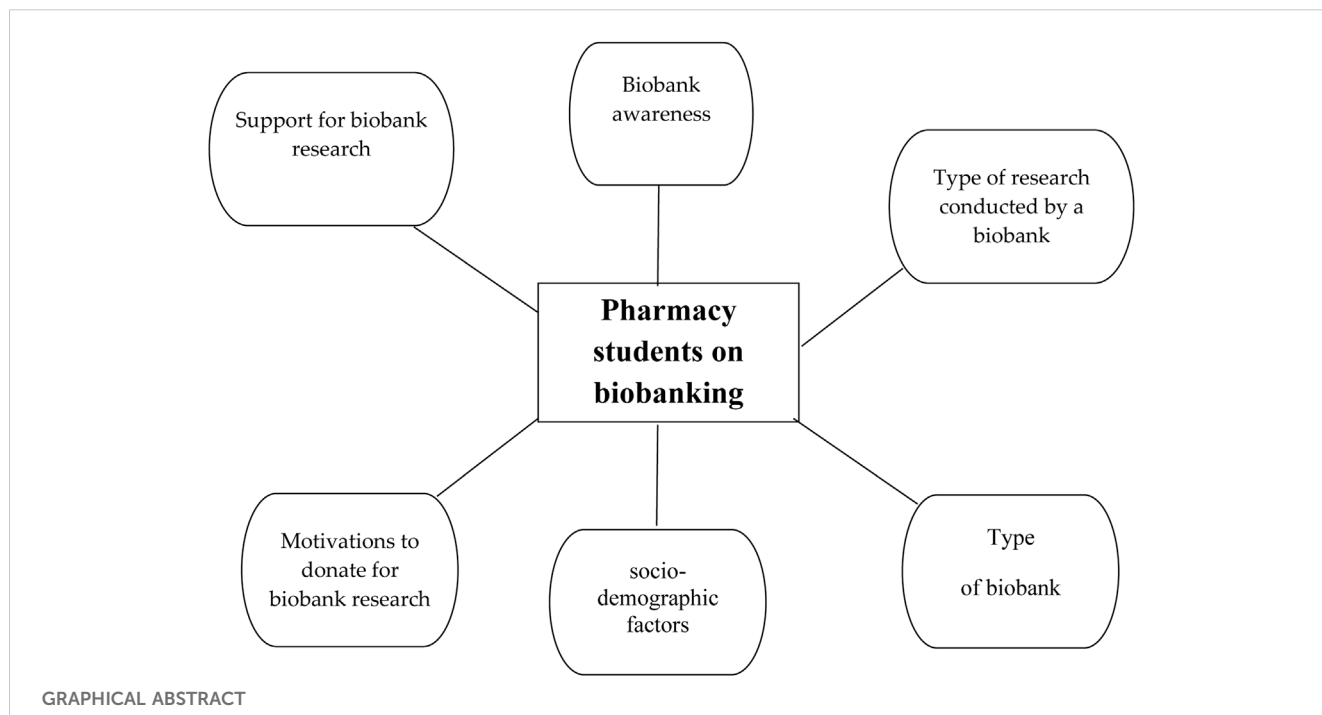 Support for biobank
research
Biobank
awareness
Type of research
conducted by a
biobank
Pharmacy
students on
biobanking
Motivations to
donate for
biobank research
socio-
demographic
factors
Type
of biobank
GRAPHICAL ABSTRACT